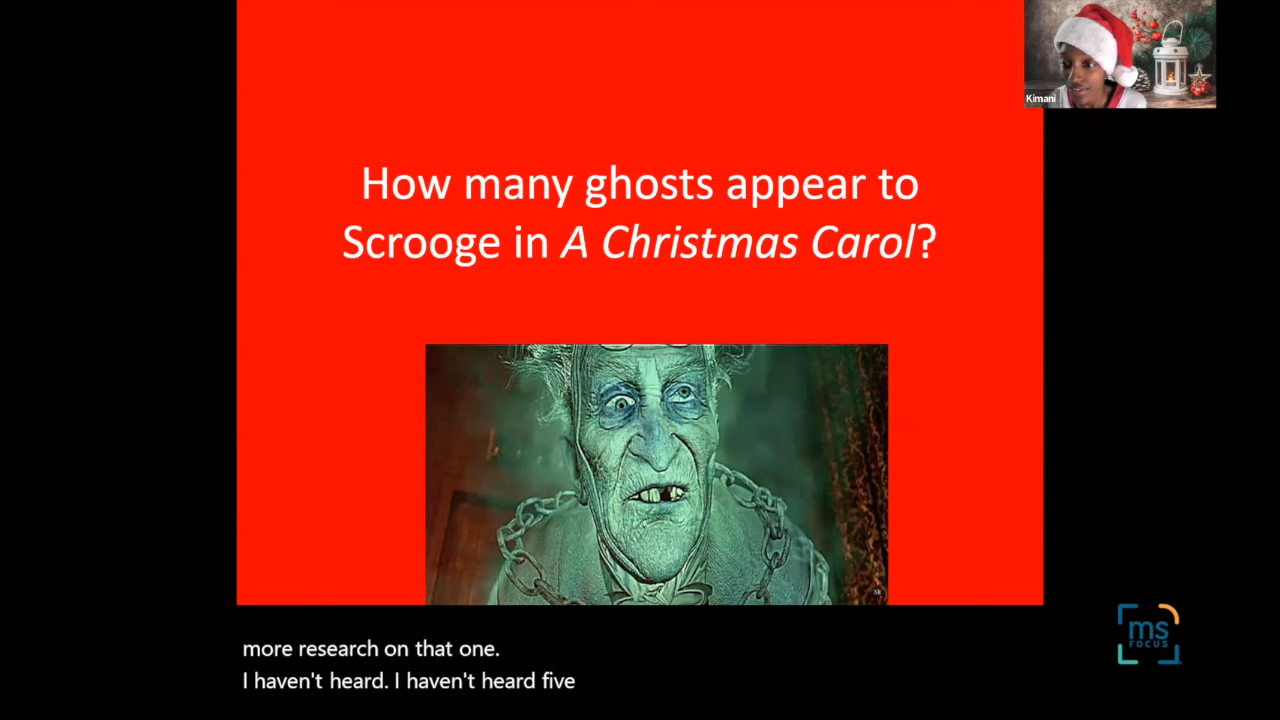 Kimani
How many ghosts appear to
Scrooge in A Christmas Carol?
more research on that one.
I haven't heard. I haven't heard five
ms
FOCUS